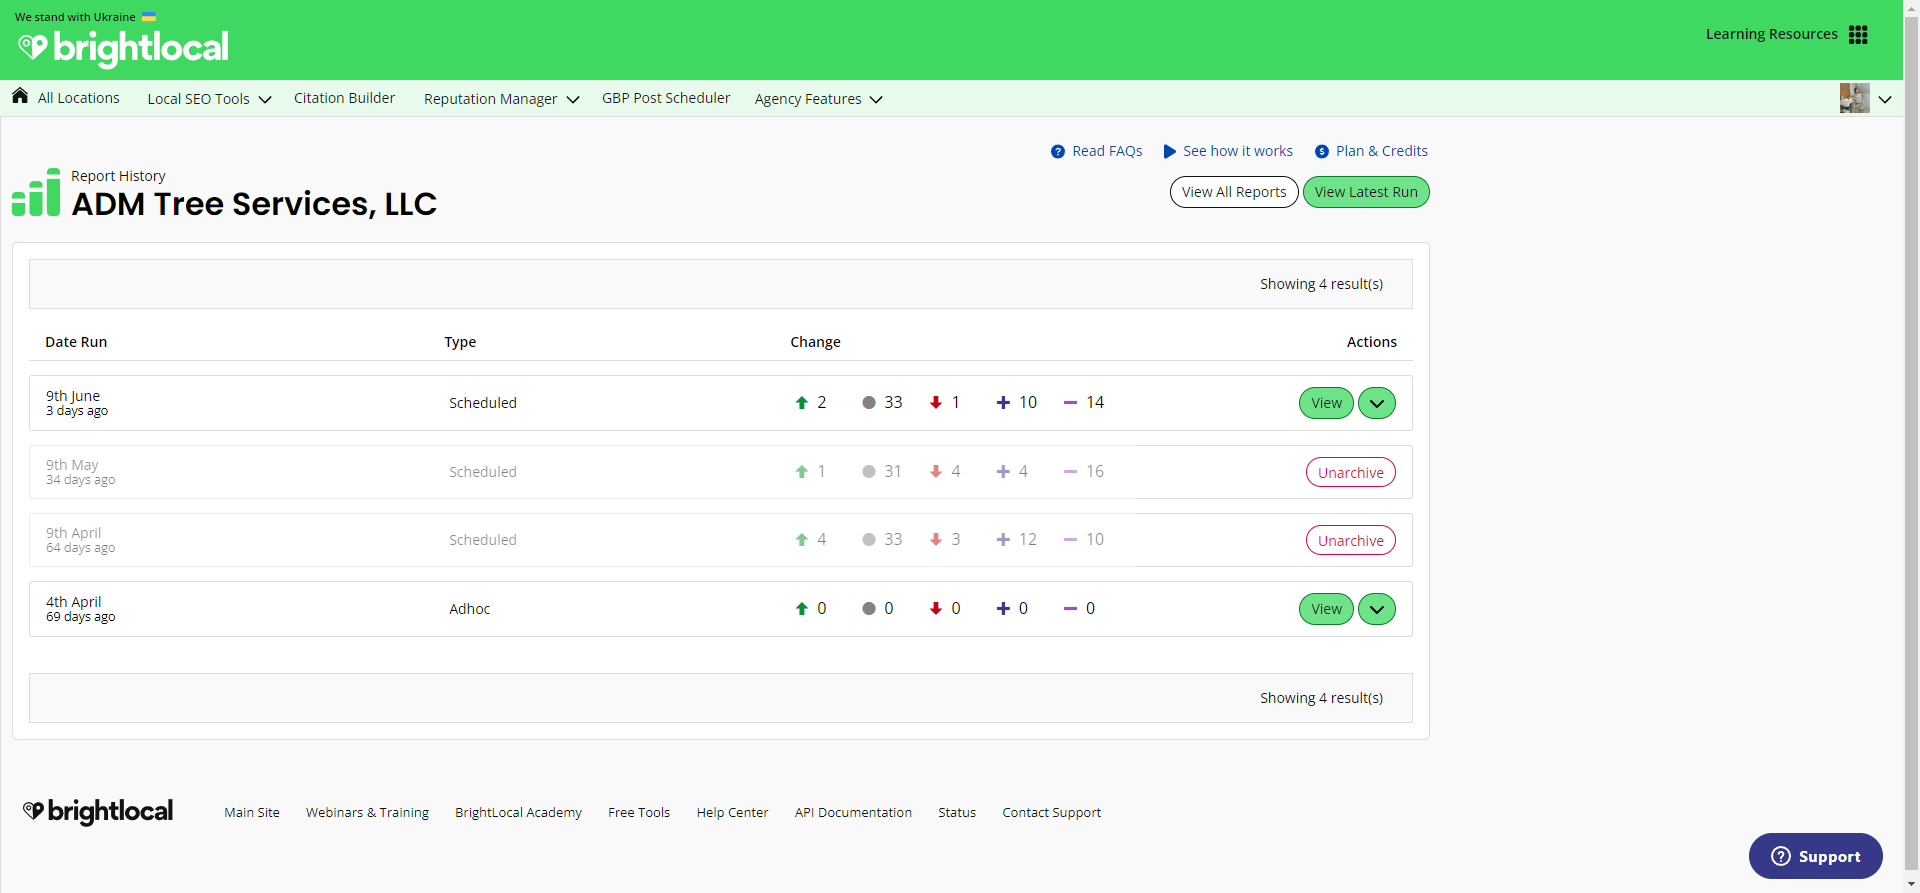 We stand with Ukraine
brightlocal
Learning Resources
All Locations Local SEO Tools Citation Builder Reputation Manager GBP Post Scheduler Agency Features
Read FAQs See how it works Plan & Credits
Report History
ADM Tree Services, LLC
View All Reports View Latest Run
Showing 4 result(s)
Date Run Type Change Actions
9th June
3 days ago
Scheduled 2 33 1 10 14 View
9th May
34 days ago
Scheduled 1 31 4 4 16 Unarchive
9th April
64 days ago
Scheduled 4 33 3 12 10 Unarchive
4th April
69 days ago
Adhoc 0 0 0 0 0 View
Showing 4 result(s)
brightlocal Main Site Webinars & Training BrightLocal Academy Free Tools Help Center API Documentation Status Contact Support
Support